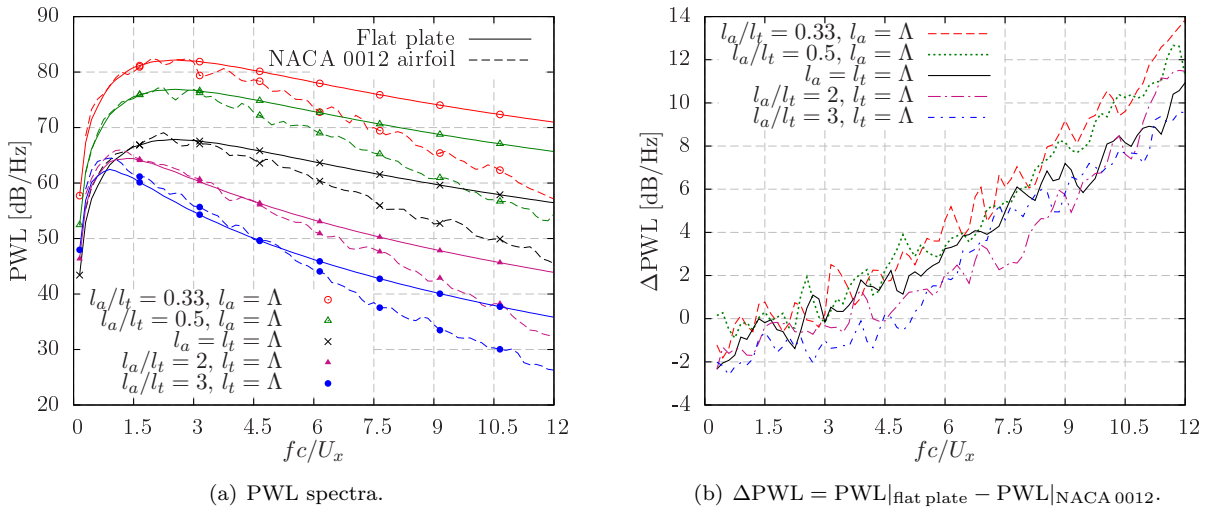 90
80
70
60
50
40
30
20
PWL [dB/Hz]
Flat plate
NACA 0012 airfoil
l_a/l_t = 0.33, l_a = Λ
l_a/l_t = 0.5, l_a = Λ
l_a = l_t = Λ
l_a/l_t = 2, l_t = Λ
l_a/l_t = 3, l_t = Λ
0 1.5 3 4.5 6 7.5 9 10.5 12
fc/U_x
(a) PWL spectra.
14
12
10
8
6
4
2
0
-2
-4
ΔPWL [dB/Hz]
l_a/l_t = 0.33, l_a = Λ
l_a/l_t = 0.5, l_a = Λ
l_a = l_t = Λ
l_a/l_t = 2, l_t = Λ
l_a/l_t = 3, l_t = Λ
0 1.5 3 4.5 6 7.5 9 10.5 12
fc/U_x
(b) ΔPWL = PWL|flat plate − PWL|NACA 0012.